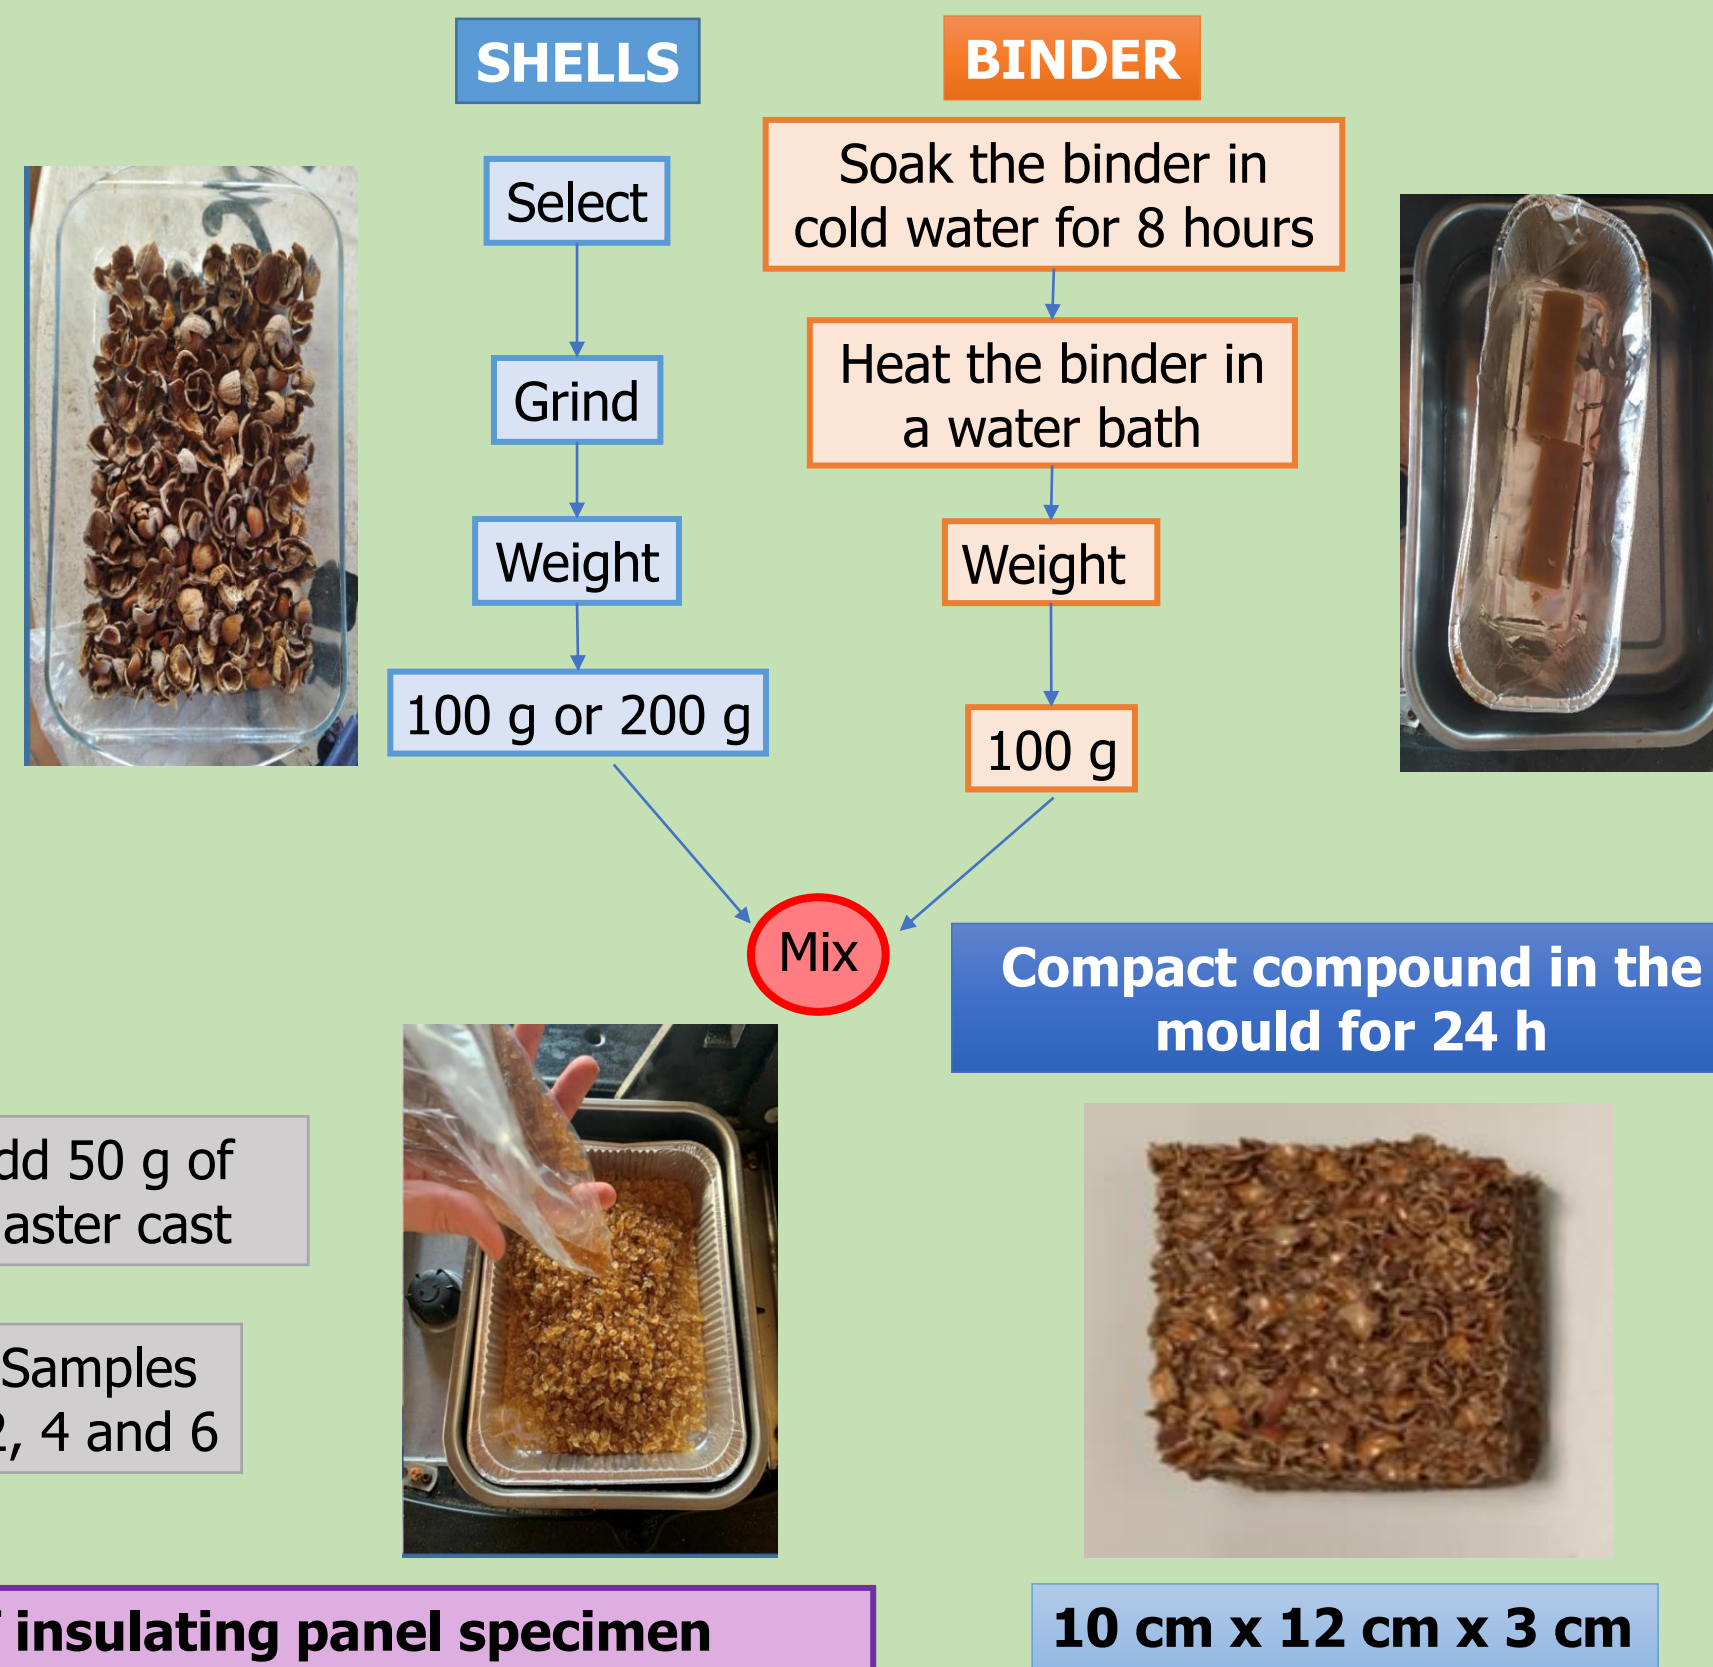 SHELLS
BINDER
Select
Grind
Weight
100 g or 200 g
Soak the binder in
cold water for 8 hours
Heat the binder in
a water bath
Weight
100 g
Mix
Compact compound in the
mould for 24 h
dd 50 g of
aster cast
Samples
2, 4 and 6
insulating panel specimen
10 cm x 12 cm x 3 cm